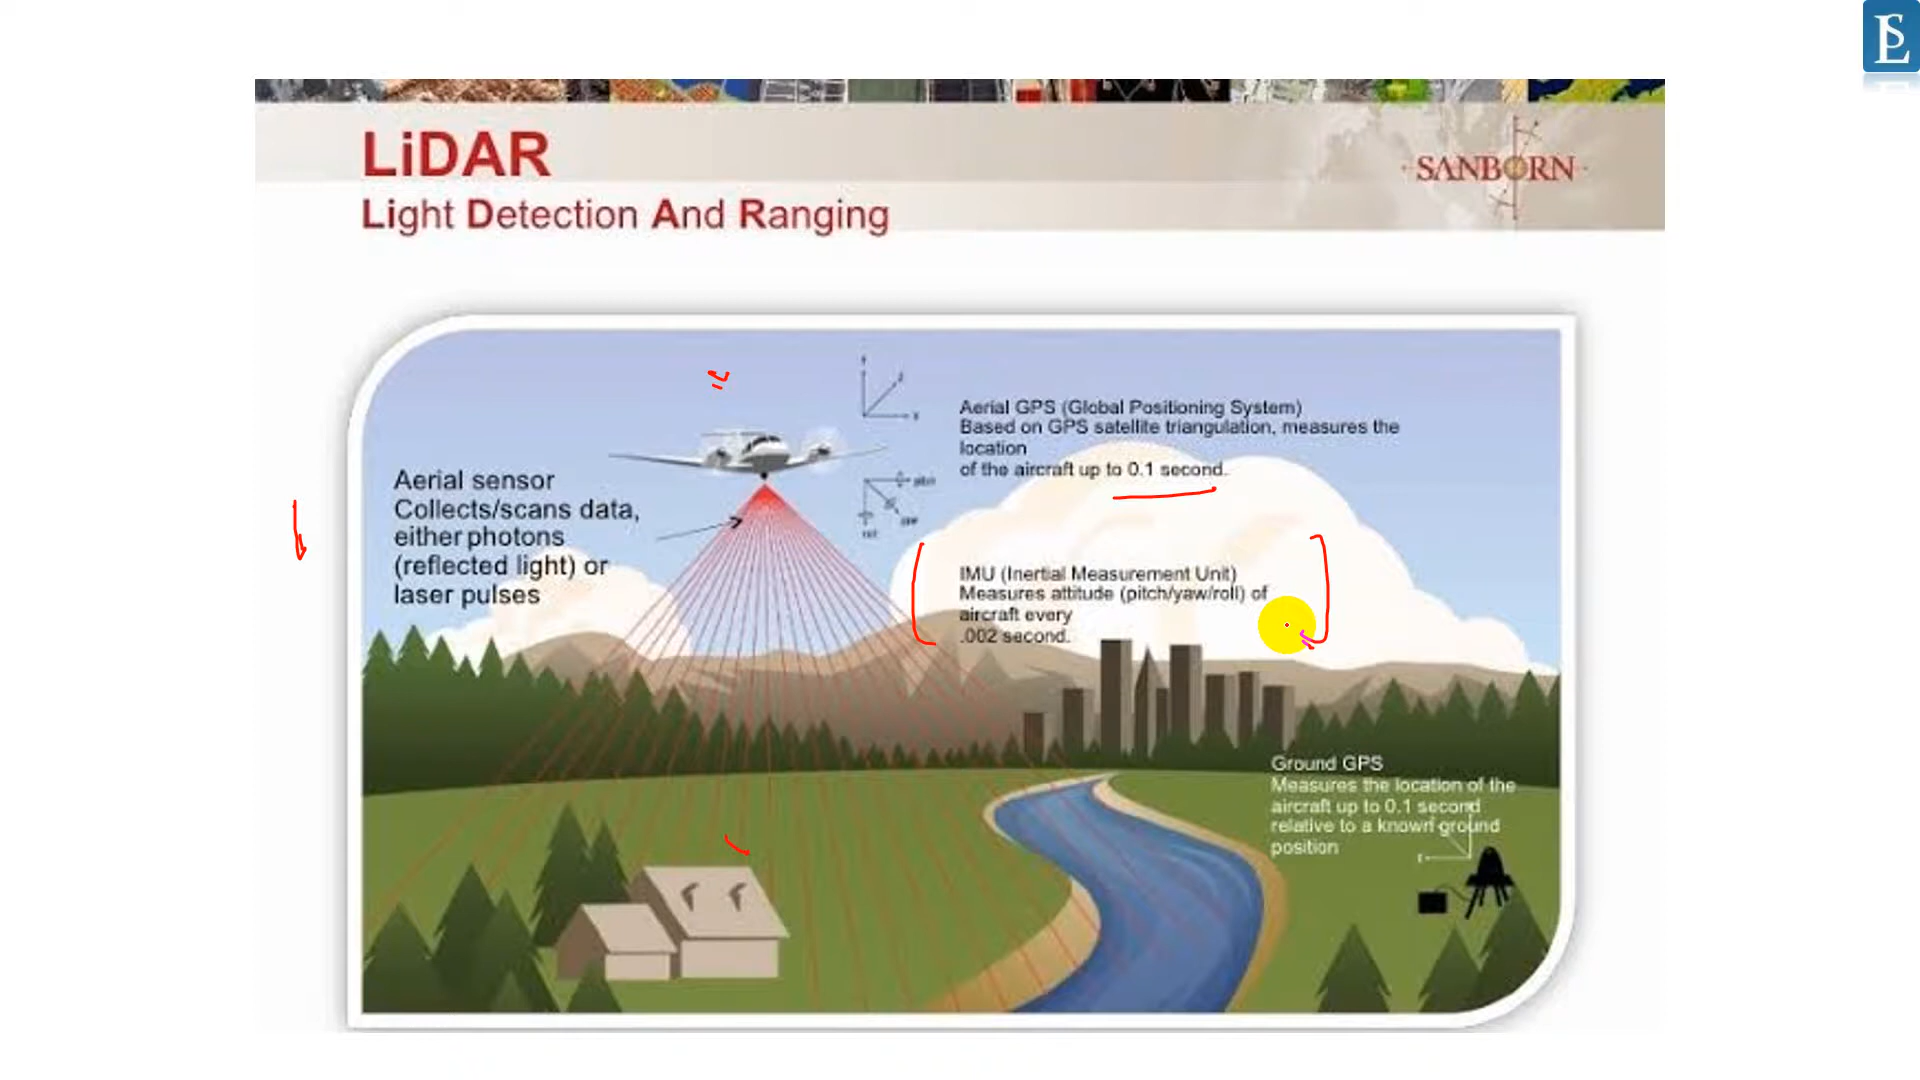 LiDAR
Light Detection And Ranging
SANBORN
Aerial GPS (Global Positioning System)
Based on GPS satellite triangulation, measures the
location
of the aircraft up to 0.1 second.
Aerial sensor
Collects/scans data,
either photons
(reflected light) or
laser pulses
IMU (Inertial Measurement Unit)
Measures attitude (pitch/yaw/roll) of
aircraft every
.002 second.
Ground GPS
Measures the location of the
aircraft up to 0.1 second
relative to a known ground
position